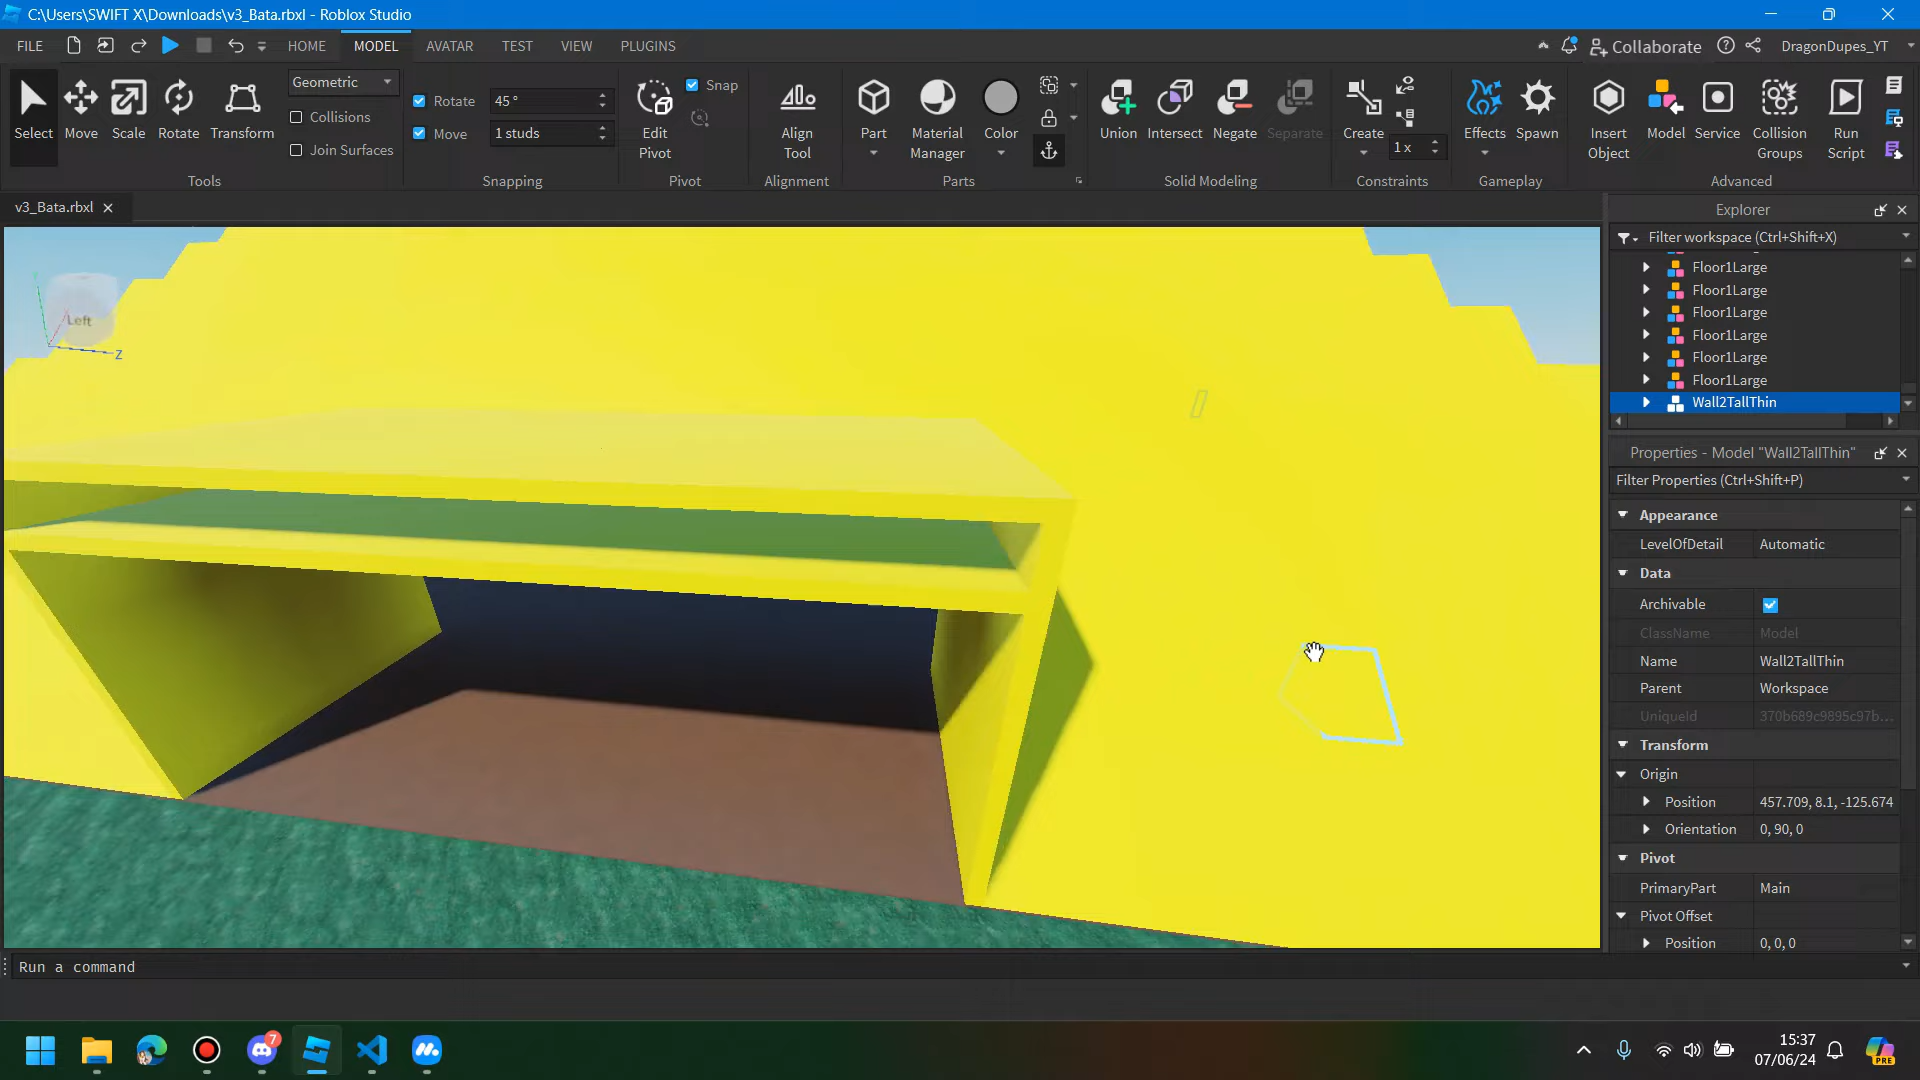 C:\Users\SWIFT X\Downloads\v3_Bata.rbxl - Roblox Studio
FILE HOME MODEL AVATAR TEST VIEW PLUGINS Collaborate DragonDupes_YT
Select Move Scale Rotate Transform
Geometric
Collisions
Join Surfaces
Tools
Rotate 45 °
Move 1 studs
Snapping
Edit Pivot
Snap
Pivot
Align Tool
Alignment
Part
Material Manager
Color
Parts
Union Intersect Negate Separate
Solid Modeling
Create
1 x
Constraints
Effects Spawn
Gameplay
Insert Object
Model
Service
Collision Groups
Run Script
Advanced
v3_Bata.rbxl
Left
Z
Explorer
Filter workspace (Ctrl+Shift+X)
Floor1Large
Floor1Large
Floor1Large
Floor1Large
Floor1Large
Floor1Large
Wall2TallThin
Properties - Model "Wall2TallThin"
Filter Properties (Ctrl+Shift+P)
Appearance
LevelOfDetail Automatic
Data
Archivable
ClassName Model
Name Wall2TallThin
Parent Workspace
UniqueId 370b689c9895c97b...
Transform
Origin
Position 457.709, 8.1, -125.674
Orientation 0, 90, 0
Pivot
PrimaryPart Main
Pivot Offset
Position 0, 0, 0
Run a command
7
15:37
07/06/24
PRE